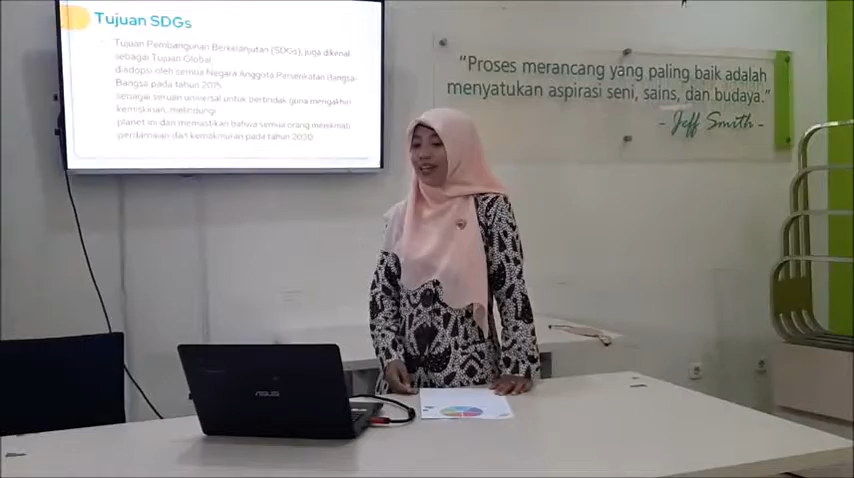 Tujuan SDGs
Tujuan Pembangunan Berkelanjutan (SDGs), juga dikenal
sebagai Tujuan Global,
diadopsi oleh semua Negara Anggota Perserikatan Bangsa-
Bangsa pada tahun 2015
sebagai seruan universal untuk bertindak guna mengakhiri
kemiskinan, melindungi
planet ini dan memastikan bahwa semua orang menikmati
perdamaian dan kemakmuran pada tahun 2020
"Proses merancang yang paling baik adalah
menyatukan aspirasi seni, sains, dan budaya."
- Jeff Smith -
ASUS